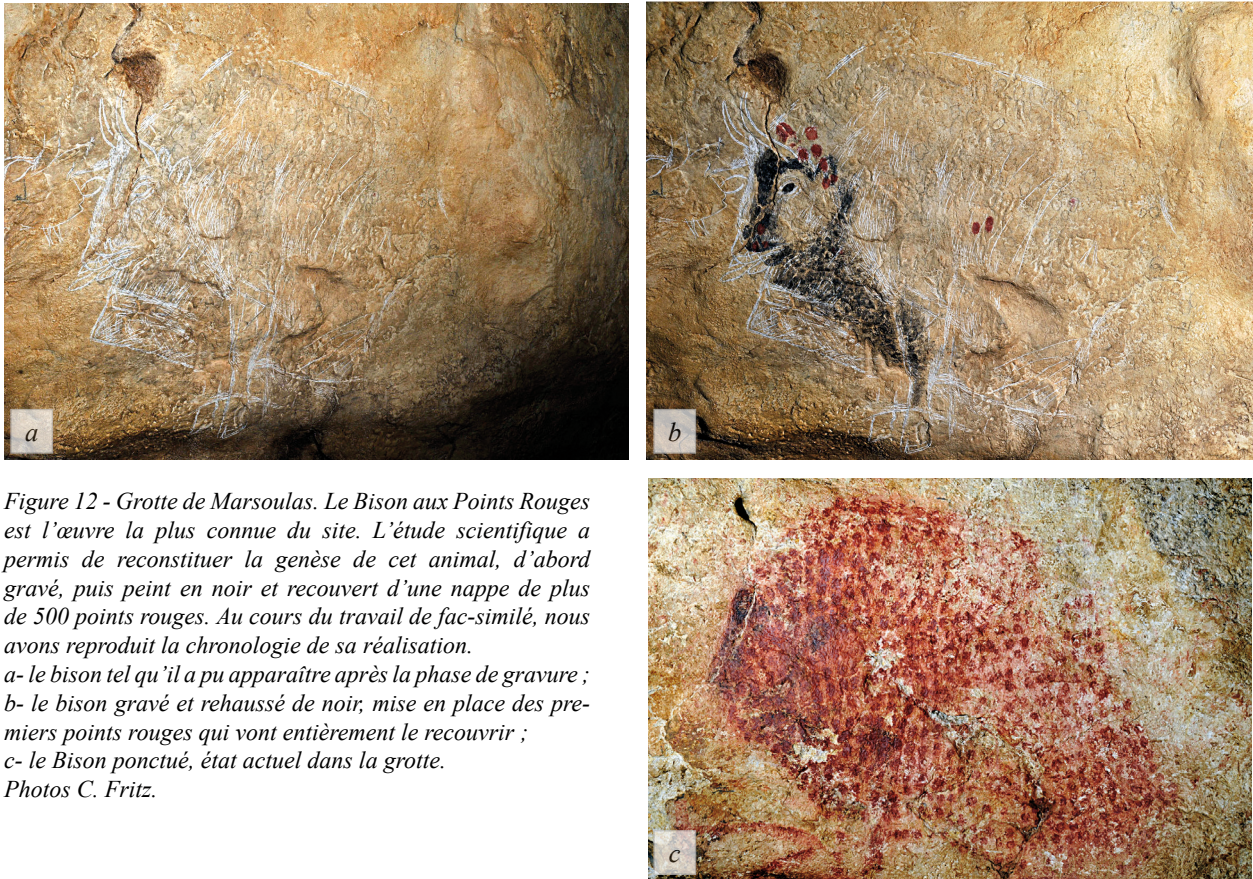 a
b
Figure 12 - Grotte de Marsoulas. Le Bison aux Points Rouges
est l’œuvre la plus connue du site. L’étude scientifique a
permis de reconstituer la genèse de cet animal, d’abord
gravé, puis peint en noir et recouvert d’une nappe de plus
de 500 points rouges. Au cours du travail de fac-similé, nous
avons reproduit la chronologie de sa réalisation.
a- le bison tel qu’il a pu apparaître après la phase de gravure ;
b- le bison gravé et rehaussé de noir, mise en place des pre-
miers points rouges qui vont entièrement le recouvrir ;
c- le Bison ponctué, état actuel dans la grotte.
Photos C. Fritz.
c